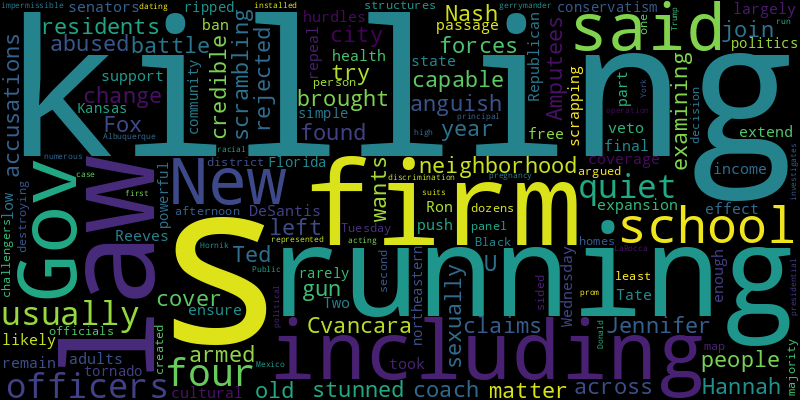 impermissible
dating
installed
gerrymander
senators
ripped
structures
conservatism
one
largely
residents
ban
Nash
hurdles
Trump
join
run
abused
battle
passage
city
politics
Killing
said
accusations
community
credible
scrambling
rejected
repeal
forces
Republican
Amputees
support
health
state
try
capable
scrapping
part
examining
change
person
Kansas
brought
anguish
York
decision
Fox
simple
found
year
free
veto
operation
Albuquerque
principal
high
final
extend
racial
numerous
argued
coverage
Gov
law
case
first
district
Florida
New
firm
wants
neighborhood
income
discrimination
pregnancy
quiet
investigates
powerful
suits
expansion
effect
low
destroying
afternoon
DeSantis
Ron
dozens
school
challengers
Reeves
left
Tuesday
push
panel
represented
acting
Black
homes
S
running
Hornik
Ted
U
LaRocca
presidential
rarely
second
sided
Wednesday
least
enough
Public
gun
northeastern
sexually
Tate
cover
Two
prom
ensure
political
usually
Cvancara
claims
Jennifer
officials
created
including
Donald
map
likely
armed
took
people
remain
adults
four
majority
tornado
officers
Mexico
cultural
old
stunned
coach
matter
across
Hannah